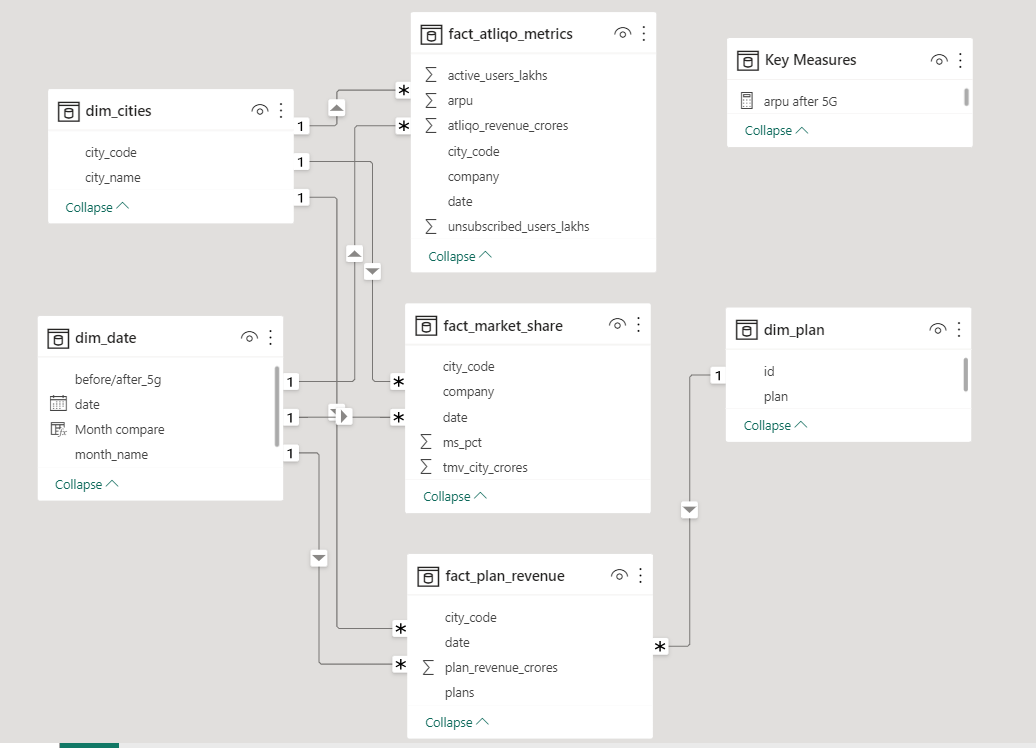 fact_atliqo_metrics
active_users_lakhs
arpu
atliqo_revenue_crores
city_code
company
date
unsubscribed_users_lakhs
Collapse
Key Measures
arpu after 5G
Collapse
dim_cities
city_code
city_name
Collapse
1
1
1
*
*
dim_date
before/after_5g
date
Month compare
month_name
Collapse
1
1
1
fact_market_share
city_code
company
date
ms_pct
tmv_city_crores
Collapse
*
*
dim_plan
id
plan
Collapse
1
fact_plan_revenue
city_code
date
plan_revenue_crores
plans
Collapse
*
*
*